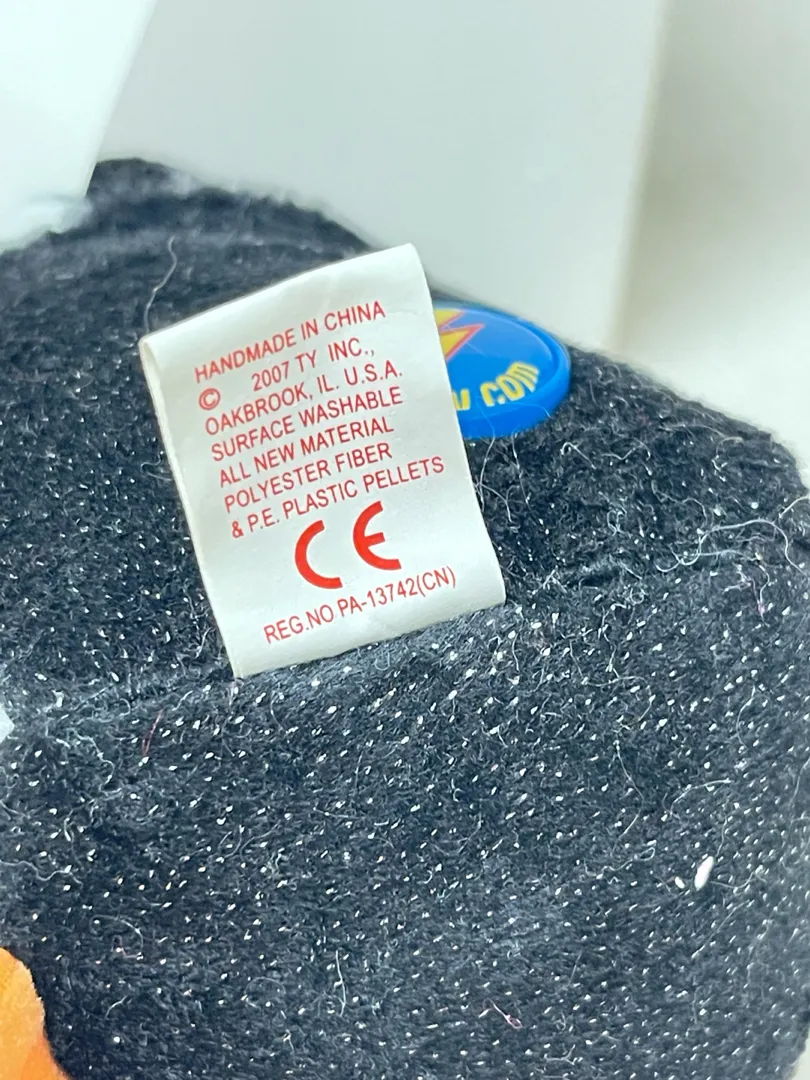 HANDMADE IN CHINA
© 2007 TY INC.,
OAKBROOK, IL. U.S.A.
SURFACE WASHABLE
ALL NEW MATERIAL
POLYESTER FIBER
& P.E. PLASTIC PELLETS
CE
REG.NO PA-13742(CN)
.com